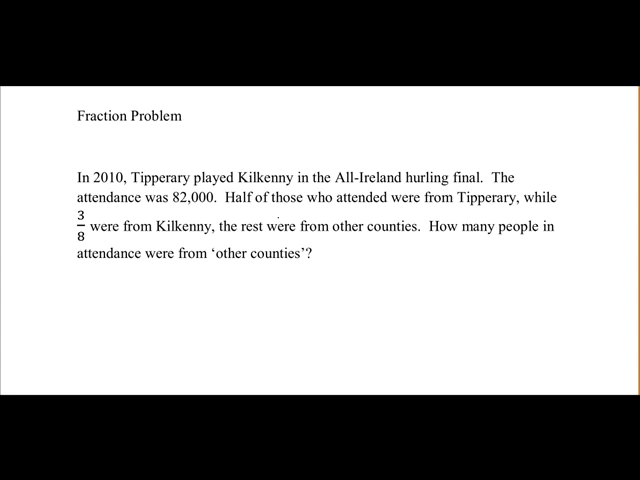 Fraction Problem
In 2010, Tipperary played Kilkenny in the All-Ireland hurling final.  The
attendance was 82,000.  Half of those who attended were from Tipperary, while
3/8 were from Kilkenny, the rest were from other counties.  How many people in
attendance were from ‘other counties’?